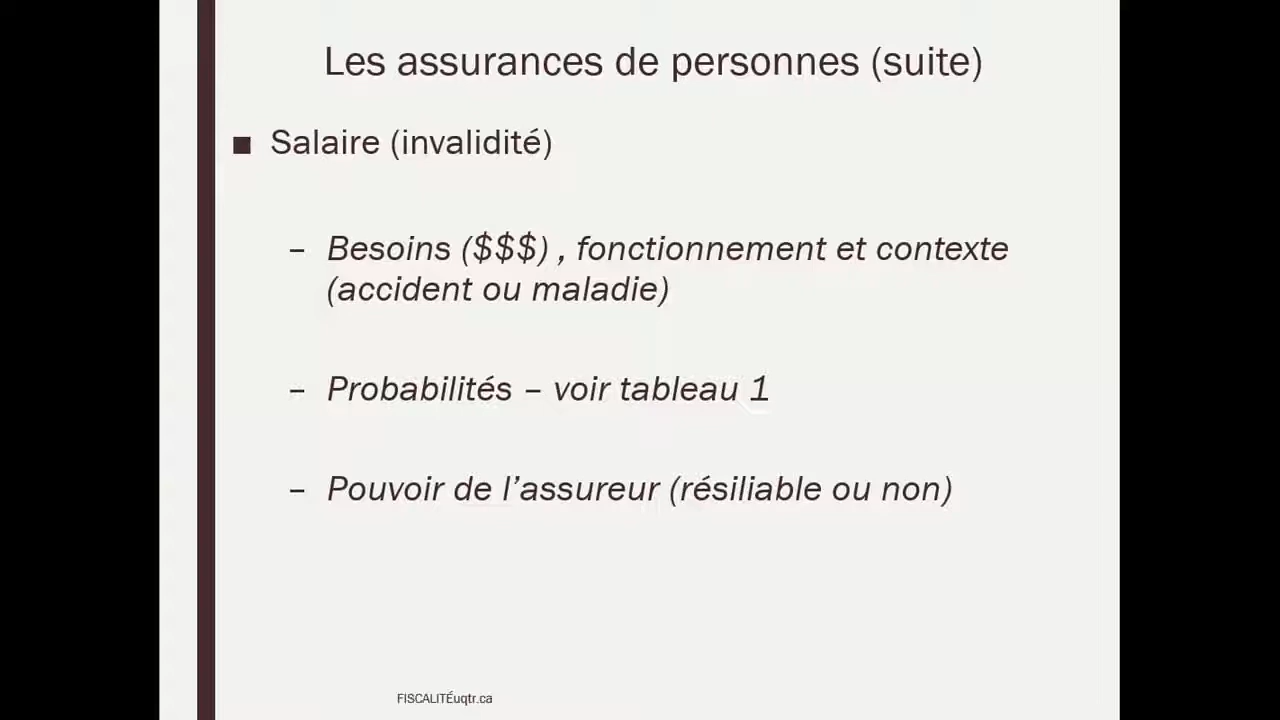 Les assurances de personnes (suite)
■ Salaire (invalidité)
– Besoins ($$$) , fonctionnement et contexte
(accident ou maladie)
– Probabilités – voir tableau 1
– Pouvoir de l’assureur (résiliable ou non)
FISCALITÉuqtr.ca